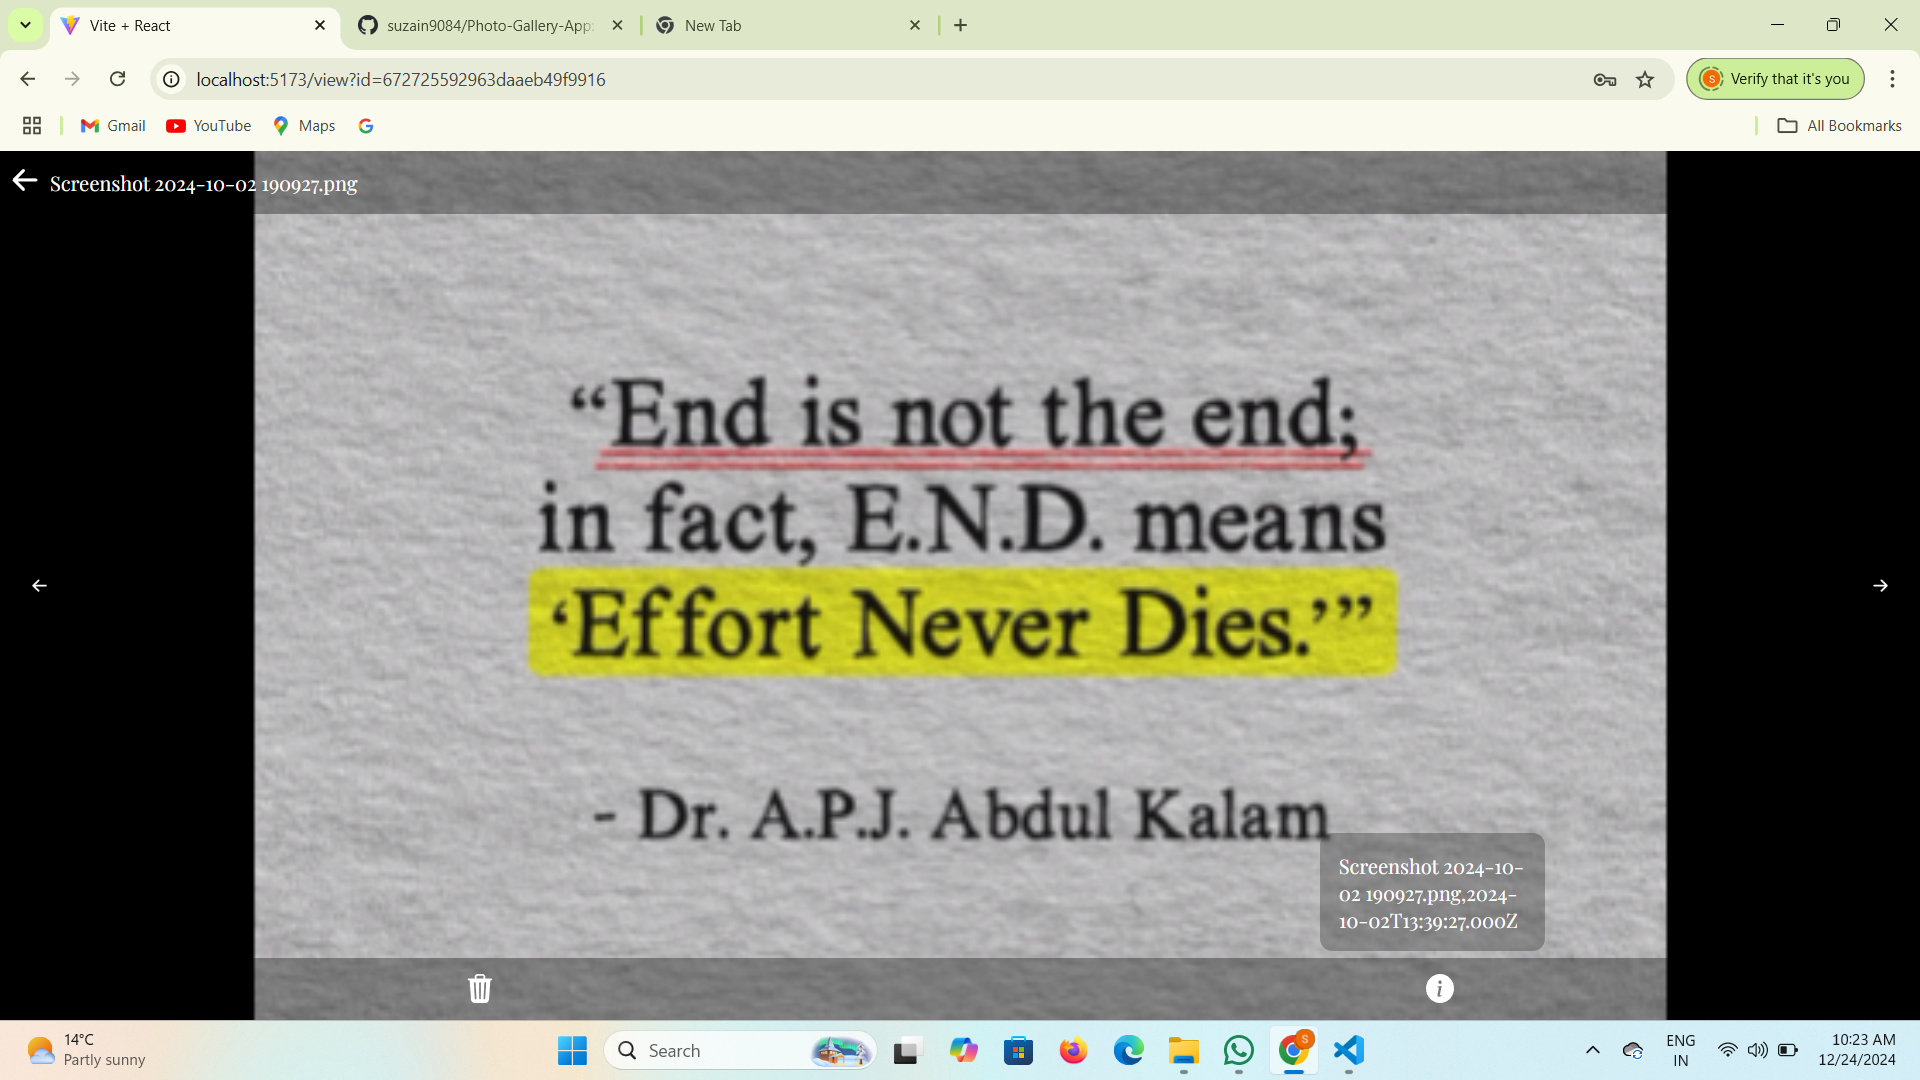 Vite + React
suzain9084/Photo-Gallery-App:
New Tab
localhost:5173/view?id=672725592963daaeb49f9916
Verify that it's you
Gmail
YouTube
Maps
All Bookmarks
Screenshot 2024-10-02 190927.png
“End is not the end;
in fact, E.N.D. means
‘Effort Never Dies.’”
- Dr. A.P.J. Abdul Kalam
Screenshot 2024-10-
02 190927.png,2024-
10-02T13:39:27.000Z
14°C
Partly sunny
Search
ENG
IN
10:23 AM
12/24/2024